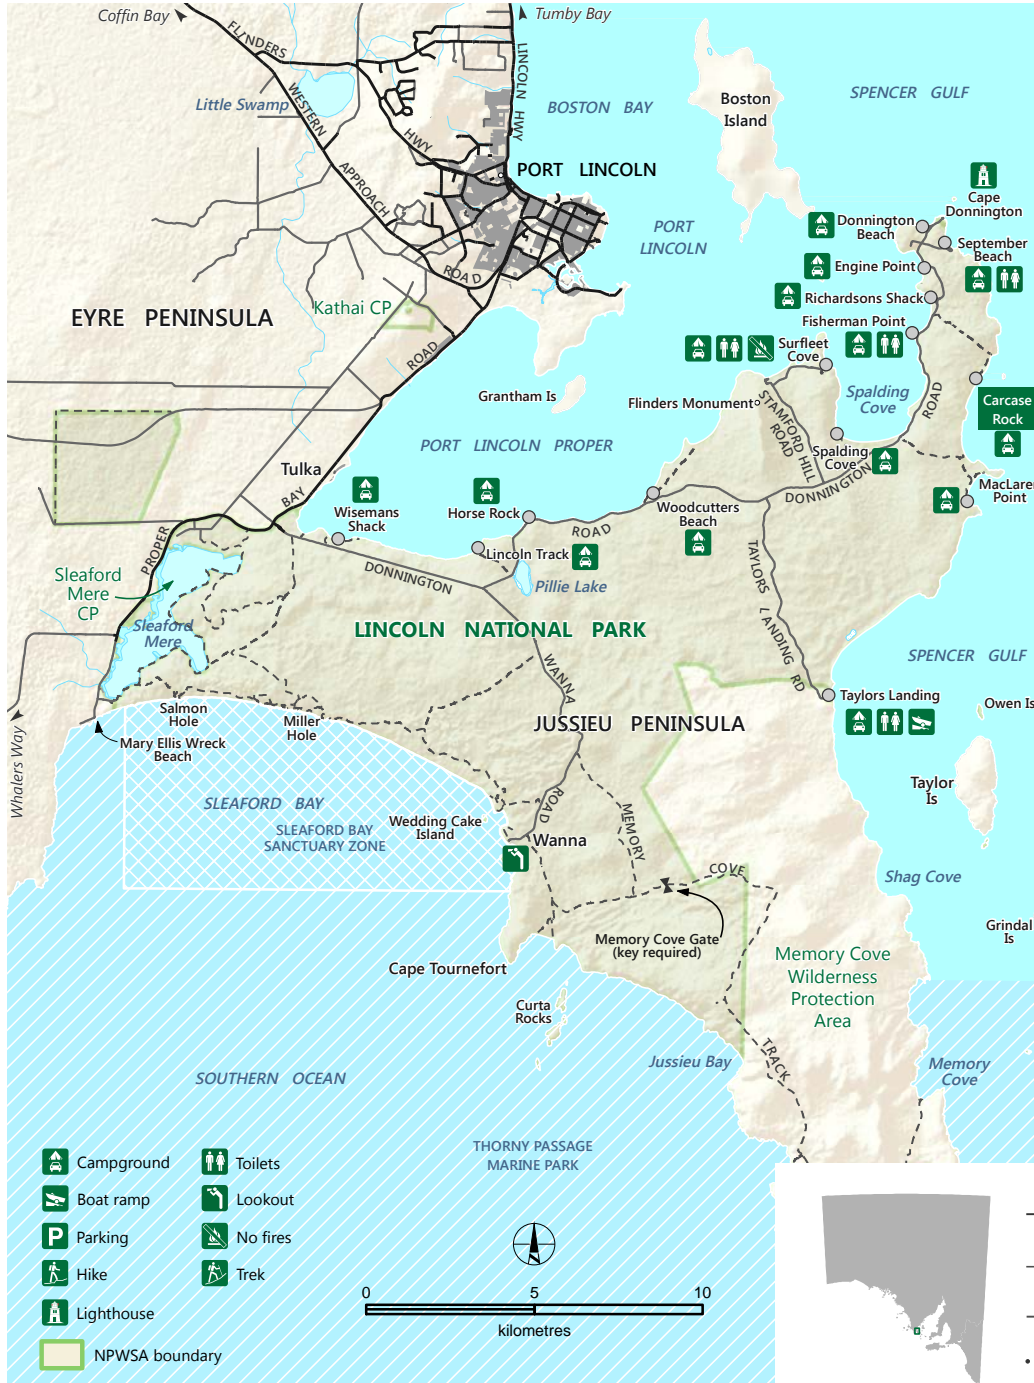 Coffin Bay
Tumby Bay
FLINDERS
HWY
LINCOLN HWY
Little Swamp
WESTERN
APPROACH
ROAD
BOSTON BAY
Boston
Island
SPENCER GULF
PORT LINCOLN
PORT
LINCOLN
Cape
Donnington
Donnington
Beach
September
Beach
Engine Point
Richardsons Shack
Fisherman Point
Surfleet
Cove
Kathai CP
EYRE PENINSULA
ROAD
Grantham Is
Flinders Monument
STAMFORD HILL
ROAD
Spalding
Cove
ROAD
Carcase
Rock
PORT LINCOLN PROPER
Spalding
Cove
DONNINGTON
Tulka
BAY
PROPER
Wisemans
Shack
Horse Rock
ROAD
Woodcutters
Beach
MacLaren
Point
Lincoln Track
DONNINGTON
Pillie Lake
TAYLORS LANDING RD
Sleaford
Mere
CP
Sleaford
Mere
LINCOLN NATIONAL PARK
SPENCER GULF
WANNA
ROAD
Taylors Landing
Owen Is
Salmon
Hole
Miller
Hole
JUSSIEU PENINSULA
Mary Ellis Wreck
Beach
Whalers Way
Taylor
Is
SLEAFORD BAY
SLEAFORD BAY
SANCTUARY ZONE
Wedding Cake
Island
Wanna
MEMORY
COVE
Shag Cove
Grindal
Is
Memory Cove Gate
(key required)
Memory Cove
Wilderness
Protection
Area
Cape Tournefort
Curta
Rocks
TRACK
Jussieu Bay
Memory
Cove
SOUTHERN OCEAN
THORNY PASSAGE
MARINE PARK
Campground
Toilets
Boat ramp
Lookout
P
Parking
No fires
Hike
Trek
Lighthouse
NPWSA boundary
0 5 10
kilometres